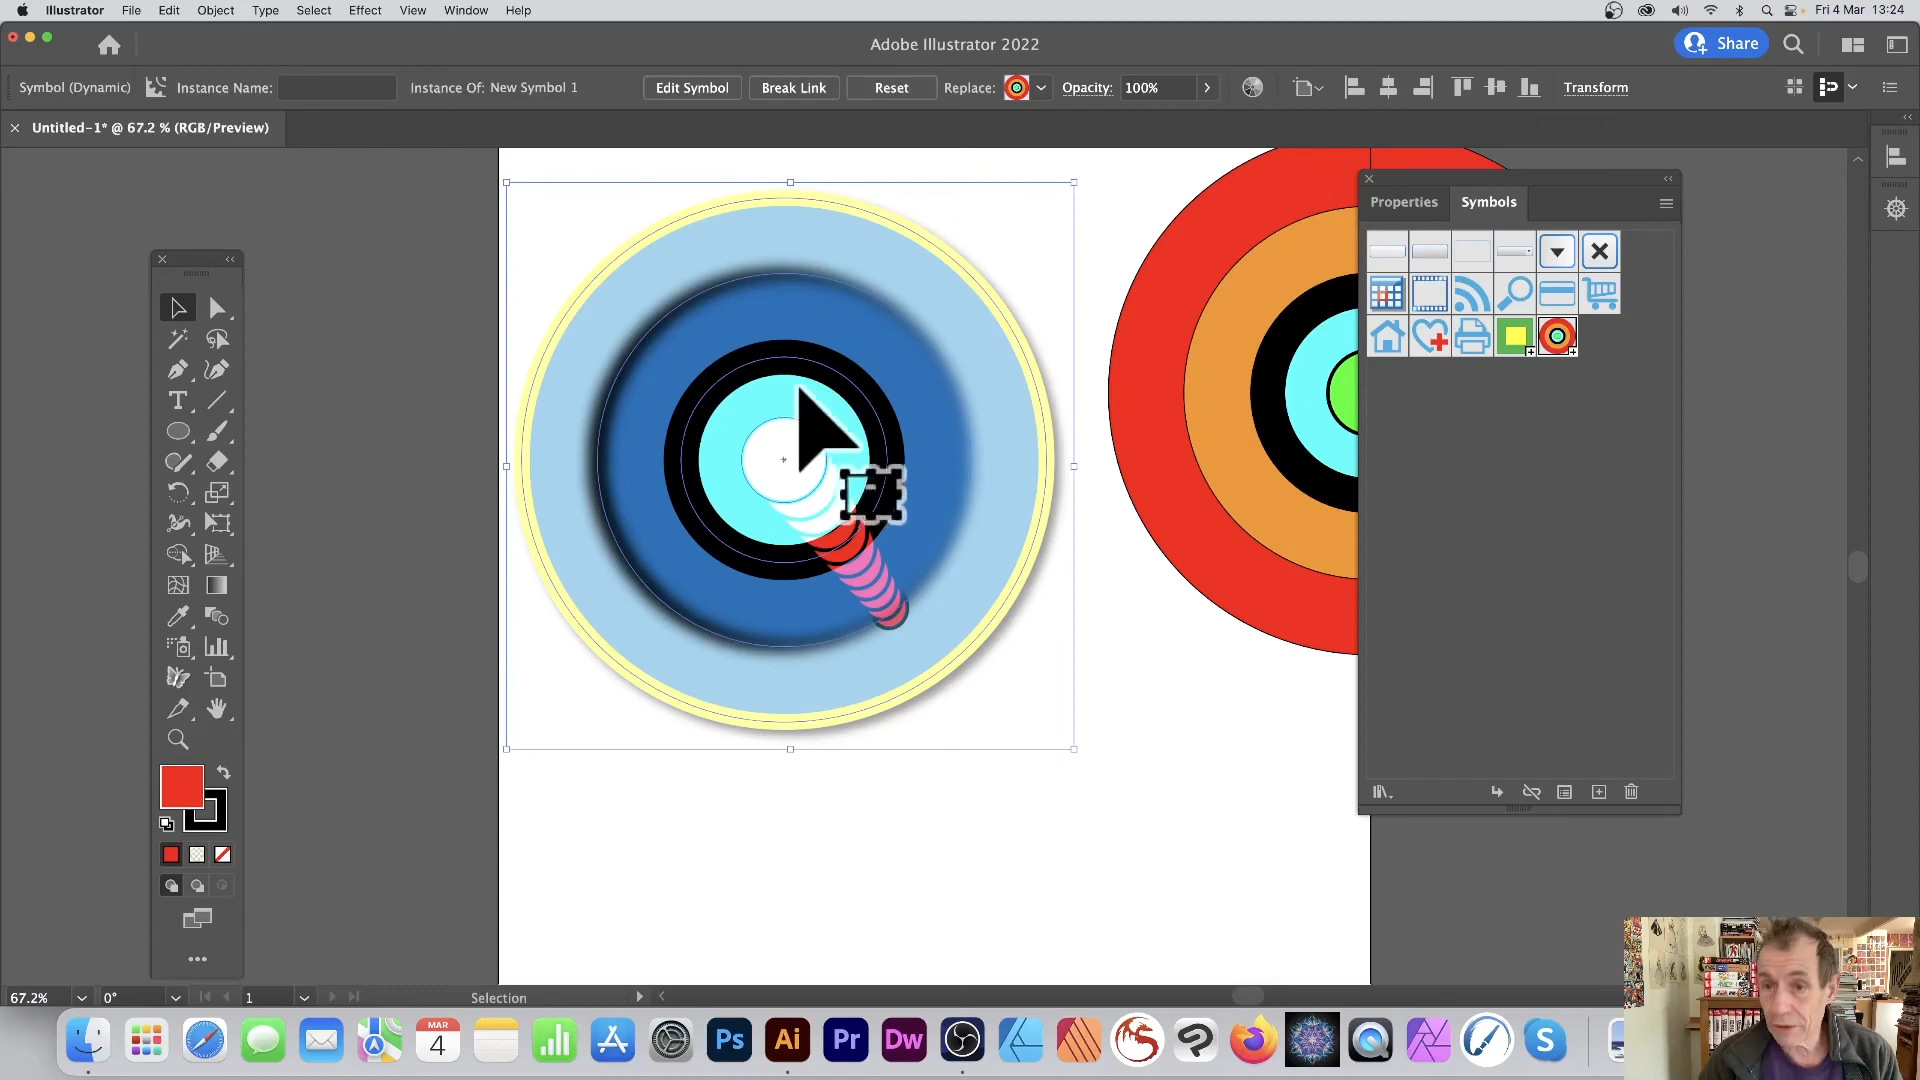 Illustrator File Edit Object Type Select Effect View Window Help
Fri 4 Mar 13:24
Adobe Illustrator 2022
Share
Symbol (Dynamic) Instance Name: Instance Of: New Symbol 1 Edit Symbol Break Link Reset Replace: Opacity: 100% Transform
Untitled-1* @ 67.2 % (RGB/Preview)
Properties Symbols
67.2% 0° 1 Selection
MAR
4
Ps Ai Pr Dw